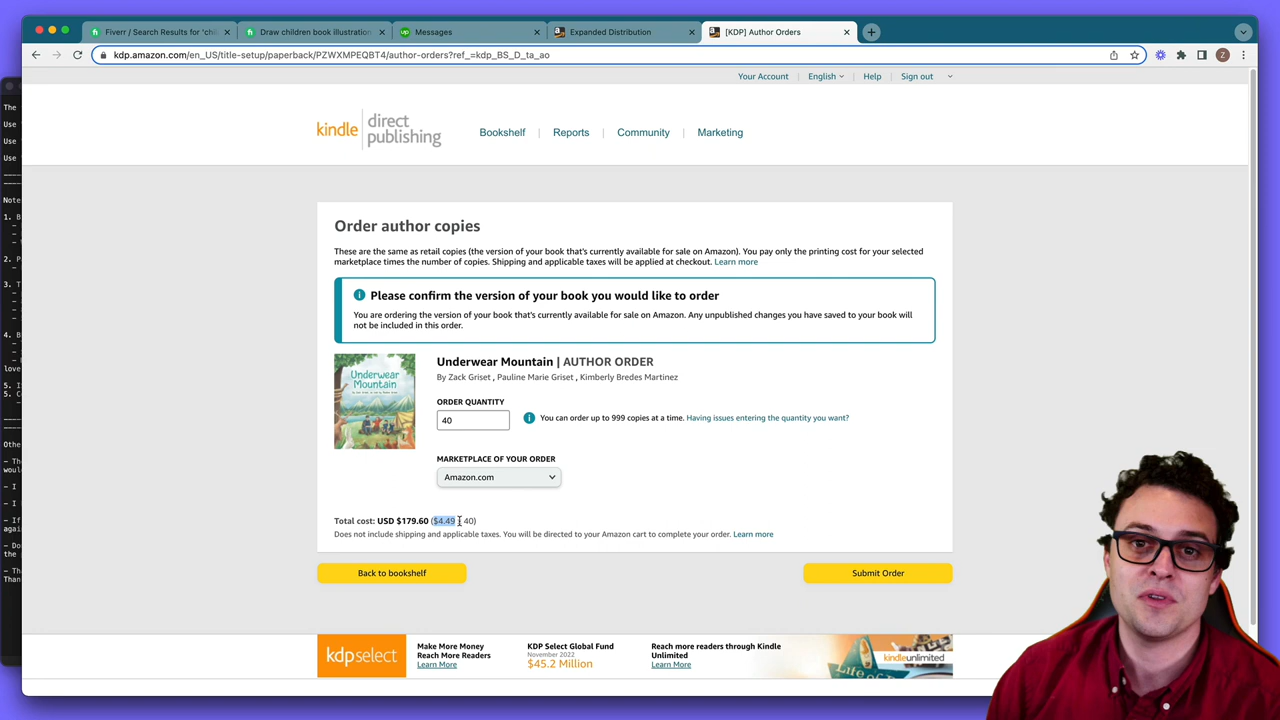 Fiverr / Search Results for 'chi
Draw children book illustration
Messages
Expanded Distribution
[KDP] Author Orders
kdp.amazon.com/en_US/title-setup/paperback/PZWXMPEQBT4/author-orders?ref_=kdp_BS_D_ta_ao
Your Account English Help Sign out
kindle direct publishing
Bookshelf | Reports | Community | Marketing
Order author copies
These are the same as retail copies (the version of your book that's currently available for sale on Amazon). You pay only the printing cost for your selected
marketplace times the number of copies. Shipping and applicable taxes will be applied at checkout. Learn more
Please confirm the version of your book you would like to order
You are ordering the version of your book that's currently available for sale on Amazon. Any unpublished changes you have saved to your book will
not be included in this order.
Underwear
Mountain
Underwear Mountain | AUTHOR ORDER
By Zack Griset , Pauline Marie Griset , Kimberly Bredes Martinez
ORDER QUANTITY
40
You can order up to 999 copies at a time. Having issues entering the quantity you want?
MARKETPLACE OF YOUR ORDER
Amazon.com
Total cost: USD $179.60 ($4.49 40)
Does not include shipping and applicable taxes. You will be directed to your Amazon cart to complete your order. Learn more
Back to bookshelf
Submit Order
kdpselect
Make More Money
Reach More Readers
Learn More
KDP Select Global Fund
November 2022
$45.2 Million
Reach more readers through Kindle
Unlimited
Learn More
kindleunlimited